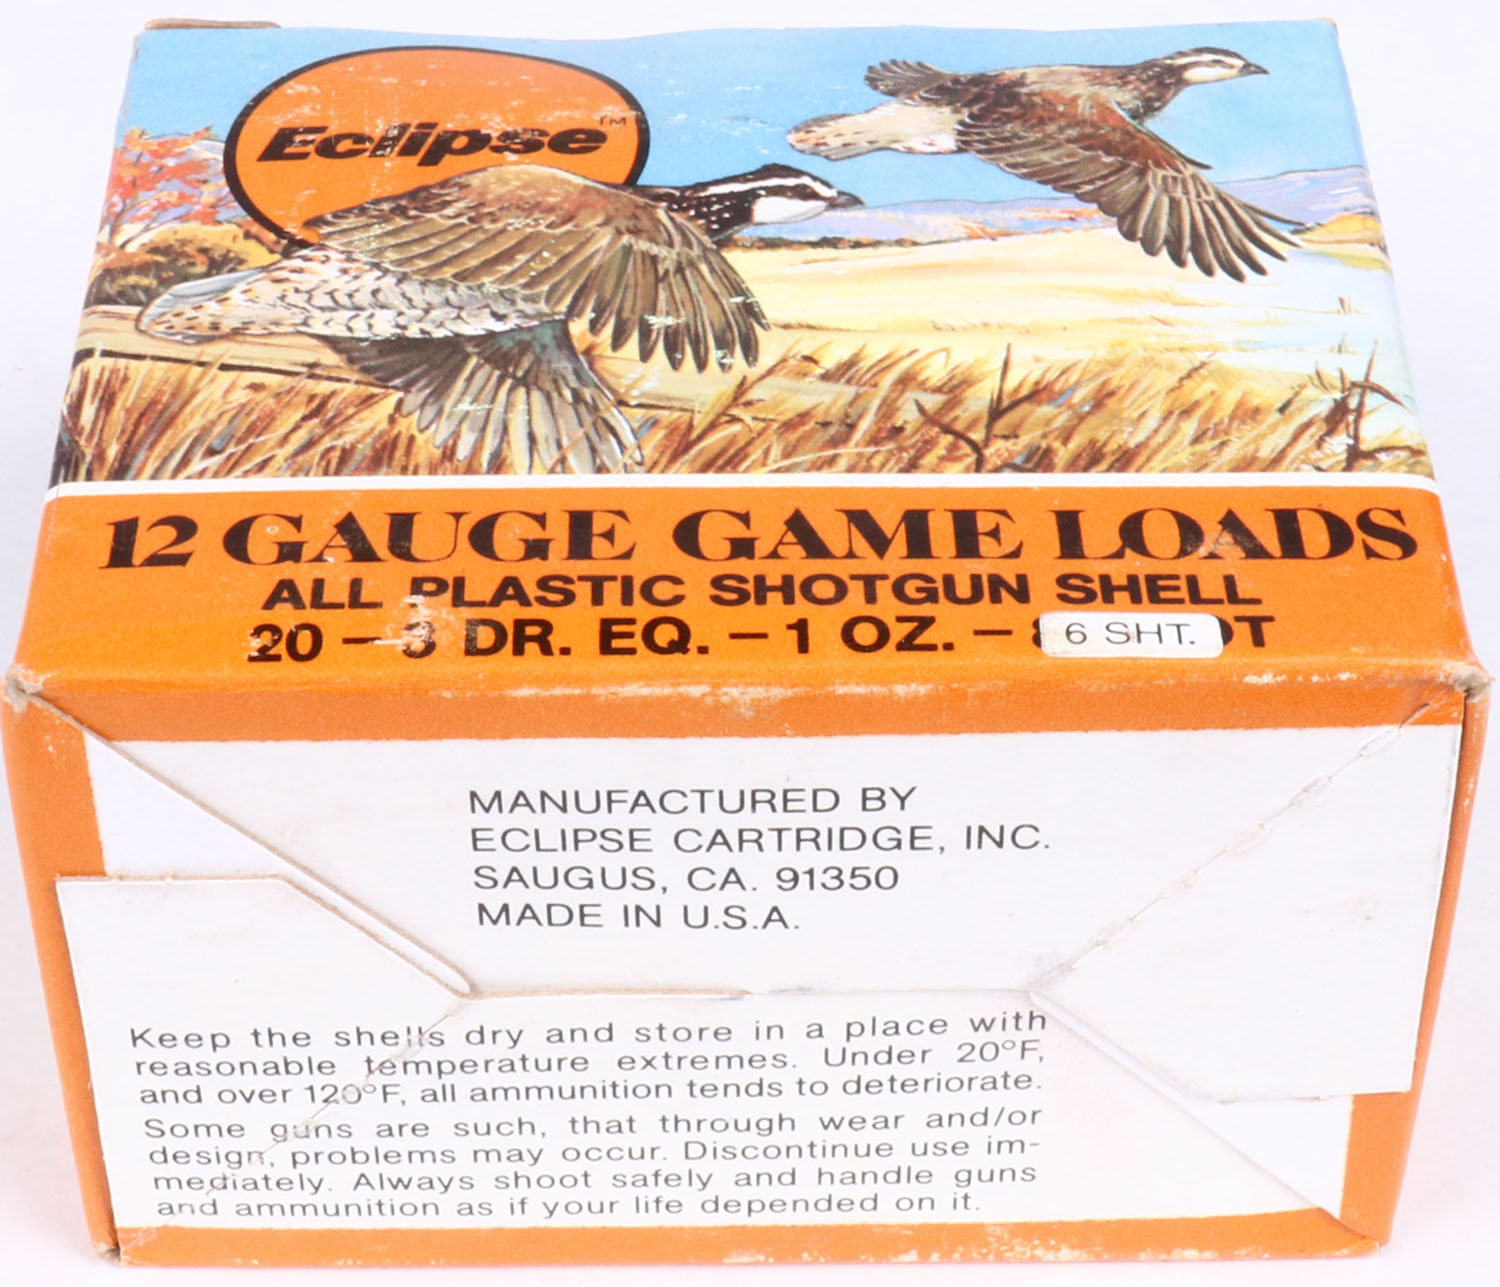 Eclipse™
12 GAUGE GAME LOADS
ALL PLASTIC SHOTGUN SHELL
20 – 3 DR. EQ. – 1 OZ. – 6 SHT.
MANUFACTURED BY
ECLIPSE CARTRIDGE, INC.
SAUGUS, CA. 91350
MADE IN U.S.A.
Keep the shells dry and store in a place with
reasonable temperature extremes. Under 20°F,
and over 120°F, all ammunition tends to deteriorate.
Some guns are such, that through wear and/or
design, problems may occur. Discontinue use im-
mediately. Always shoot safely and handle guns
and ammunition as if your life depended on it.